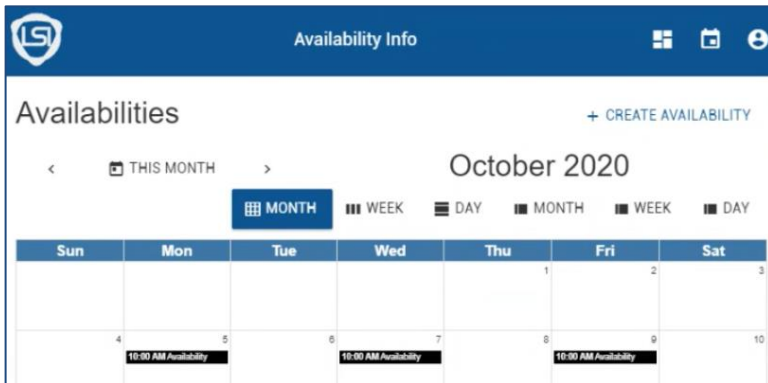 LSI
Availability Info
Availabilities
+ CREATE AVAILABILITY
< THIS MONTH >
October 2020
MONTH WEEK DAY MONTH WEEK DAY
Sun Mon Tue Wed Thu Fri Sat
1 2 3
4 5 6 7 8 9 10
10:00 AM Availability 10:00 AM Availability 10:00 AM Availability